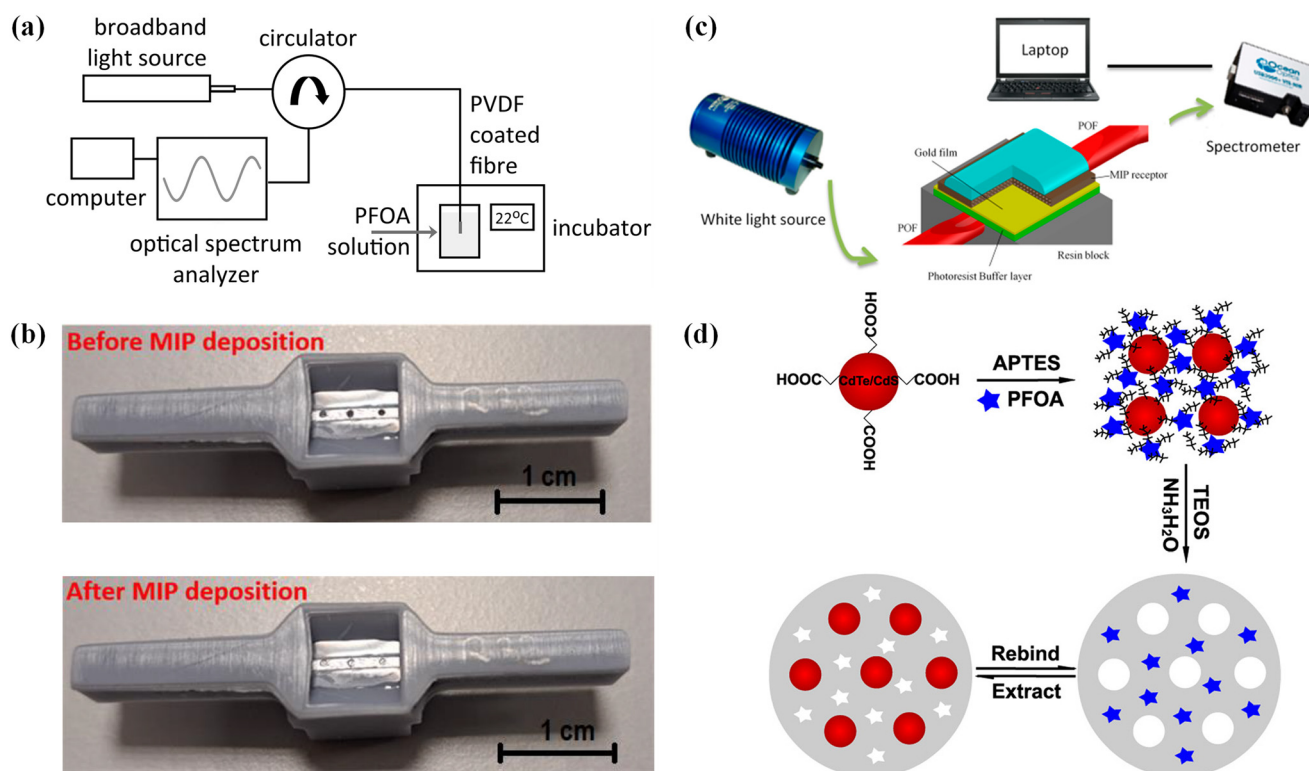 (a)
broadband
light source
circulator
PVDF
coated
fibre
computer
optical spectrum
analyzer
PFOA
solution
22°C
incubator
(b)
Before MIP deposition
1 cm
After MIP deposition
1 cm
(c)
Laptop
Ocean
Optics
Spectrometer
White light source
POF
Gold film
MIP receptor
POF
Photoresist Buffer layer
Resin block
(d)
COOH
HOOC
CdTe/CdS
COOH
COOH
APTES
PFOA
TEOS
NH₃H₂O
Rebind
Extract